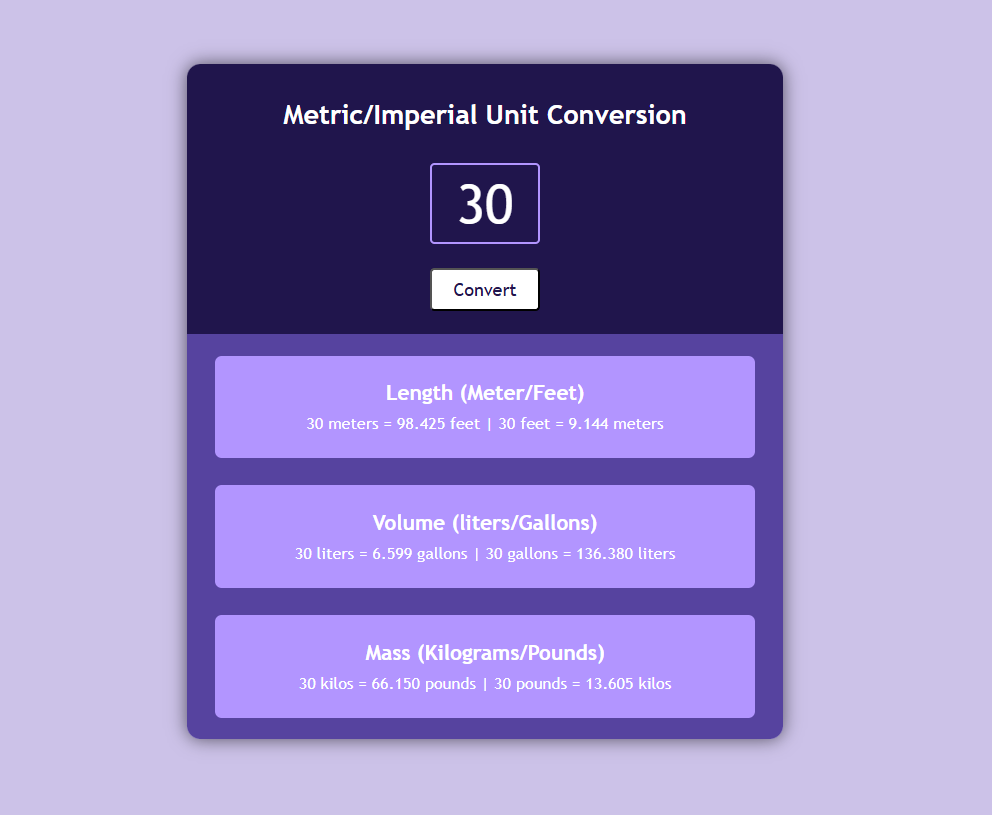 Metric/Imperial Unit Conversion
30
Convert
Length (Meter/Feet)
30 meters = 98.425 feet | 30 feet = 9.144 meters
Volume (liters/Gallons)
30 liters = 6.599 gallons | 30 gallons = 136.380 liters
Mass (Kilograms/Pounds)
30 kilos = 66.150 pounds | 30 pounds = 13.605 kilos